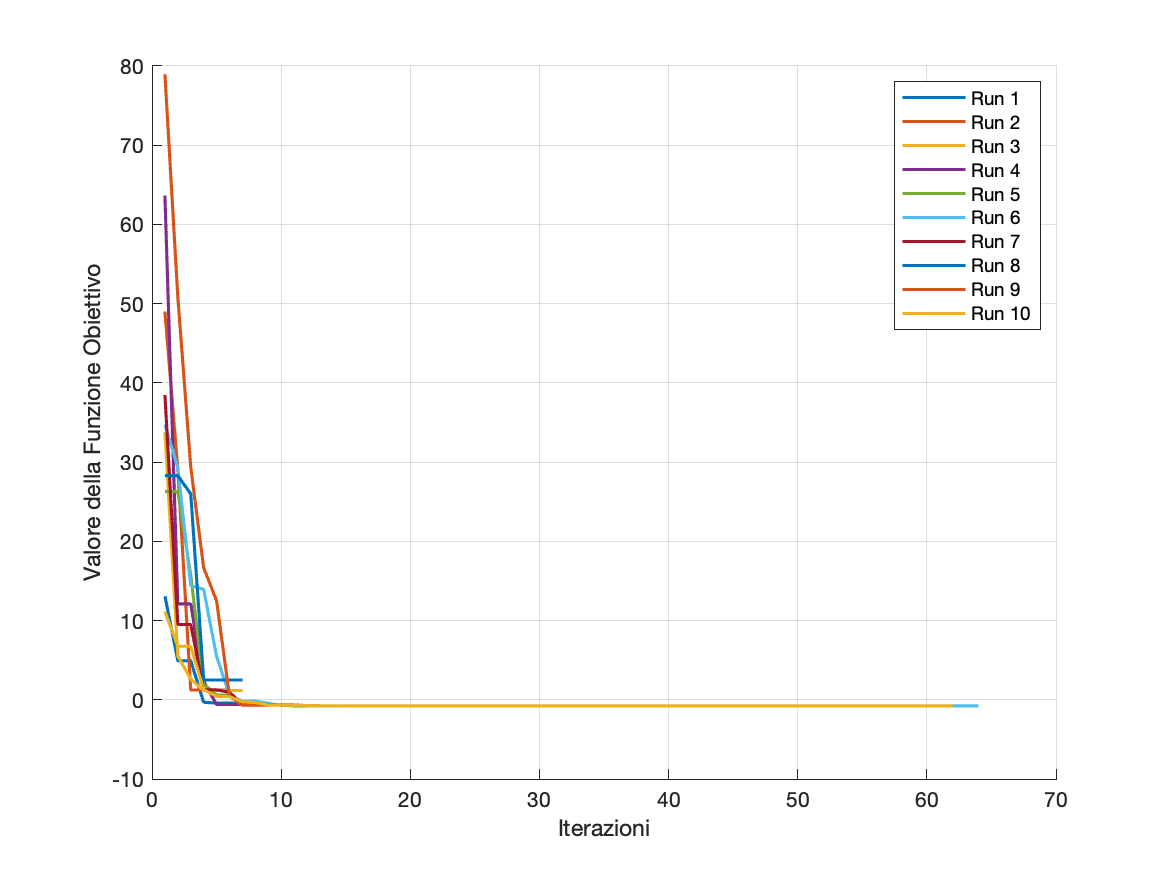 80
70
60
50
40
30
20
10
0
-10
0 10 20 30 40 50 60 70
Valore della Funzione Obiettivo
Iterazioni
Run 1
Run 2
Run 3
Run 4
Run 5
Run 6
Run 7
Run 8
Run 9
Run 10